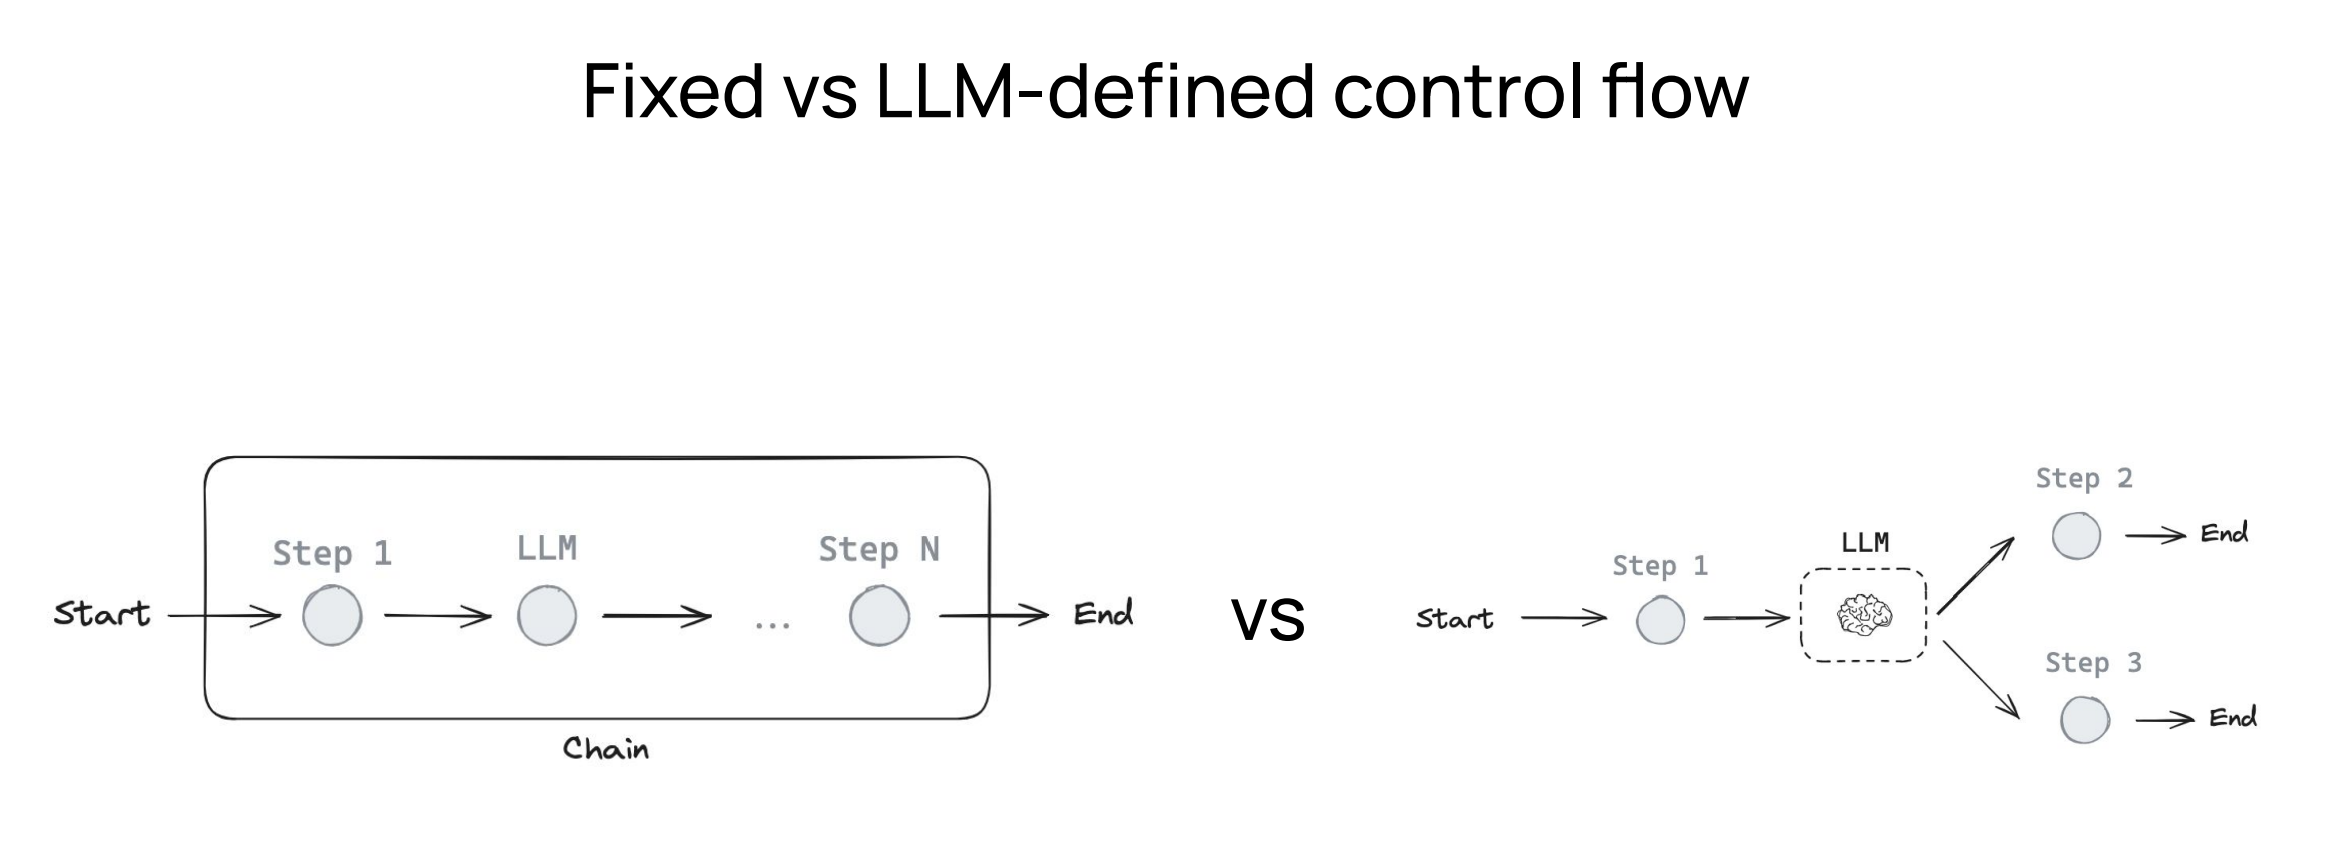 Fixed vs LLM-defined control flow
Start
Step 1
LLM
...
Step N
End
Chain
vs
Start
Step 1
LLM
Step 2
End
Step 3
End